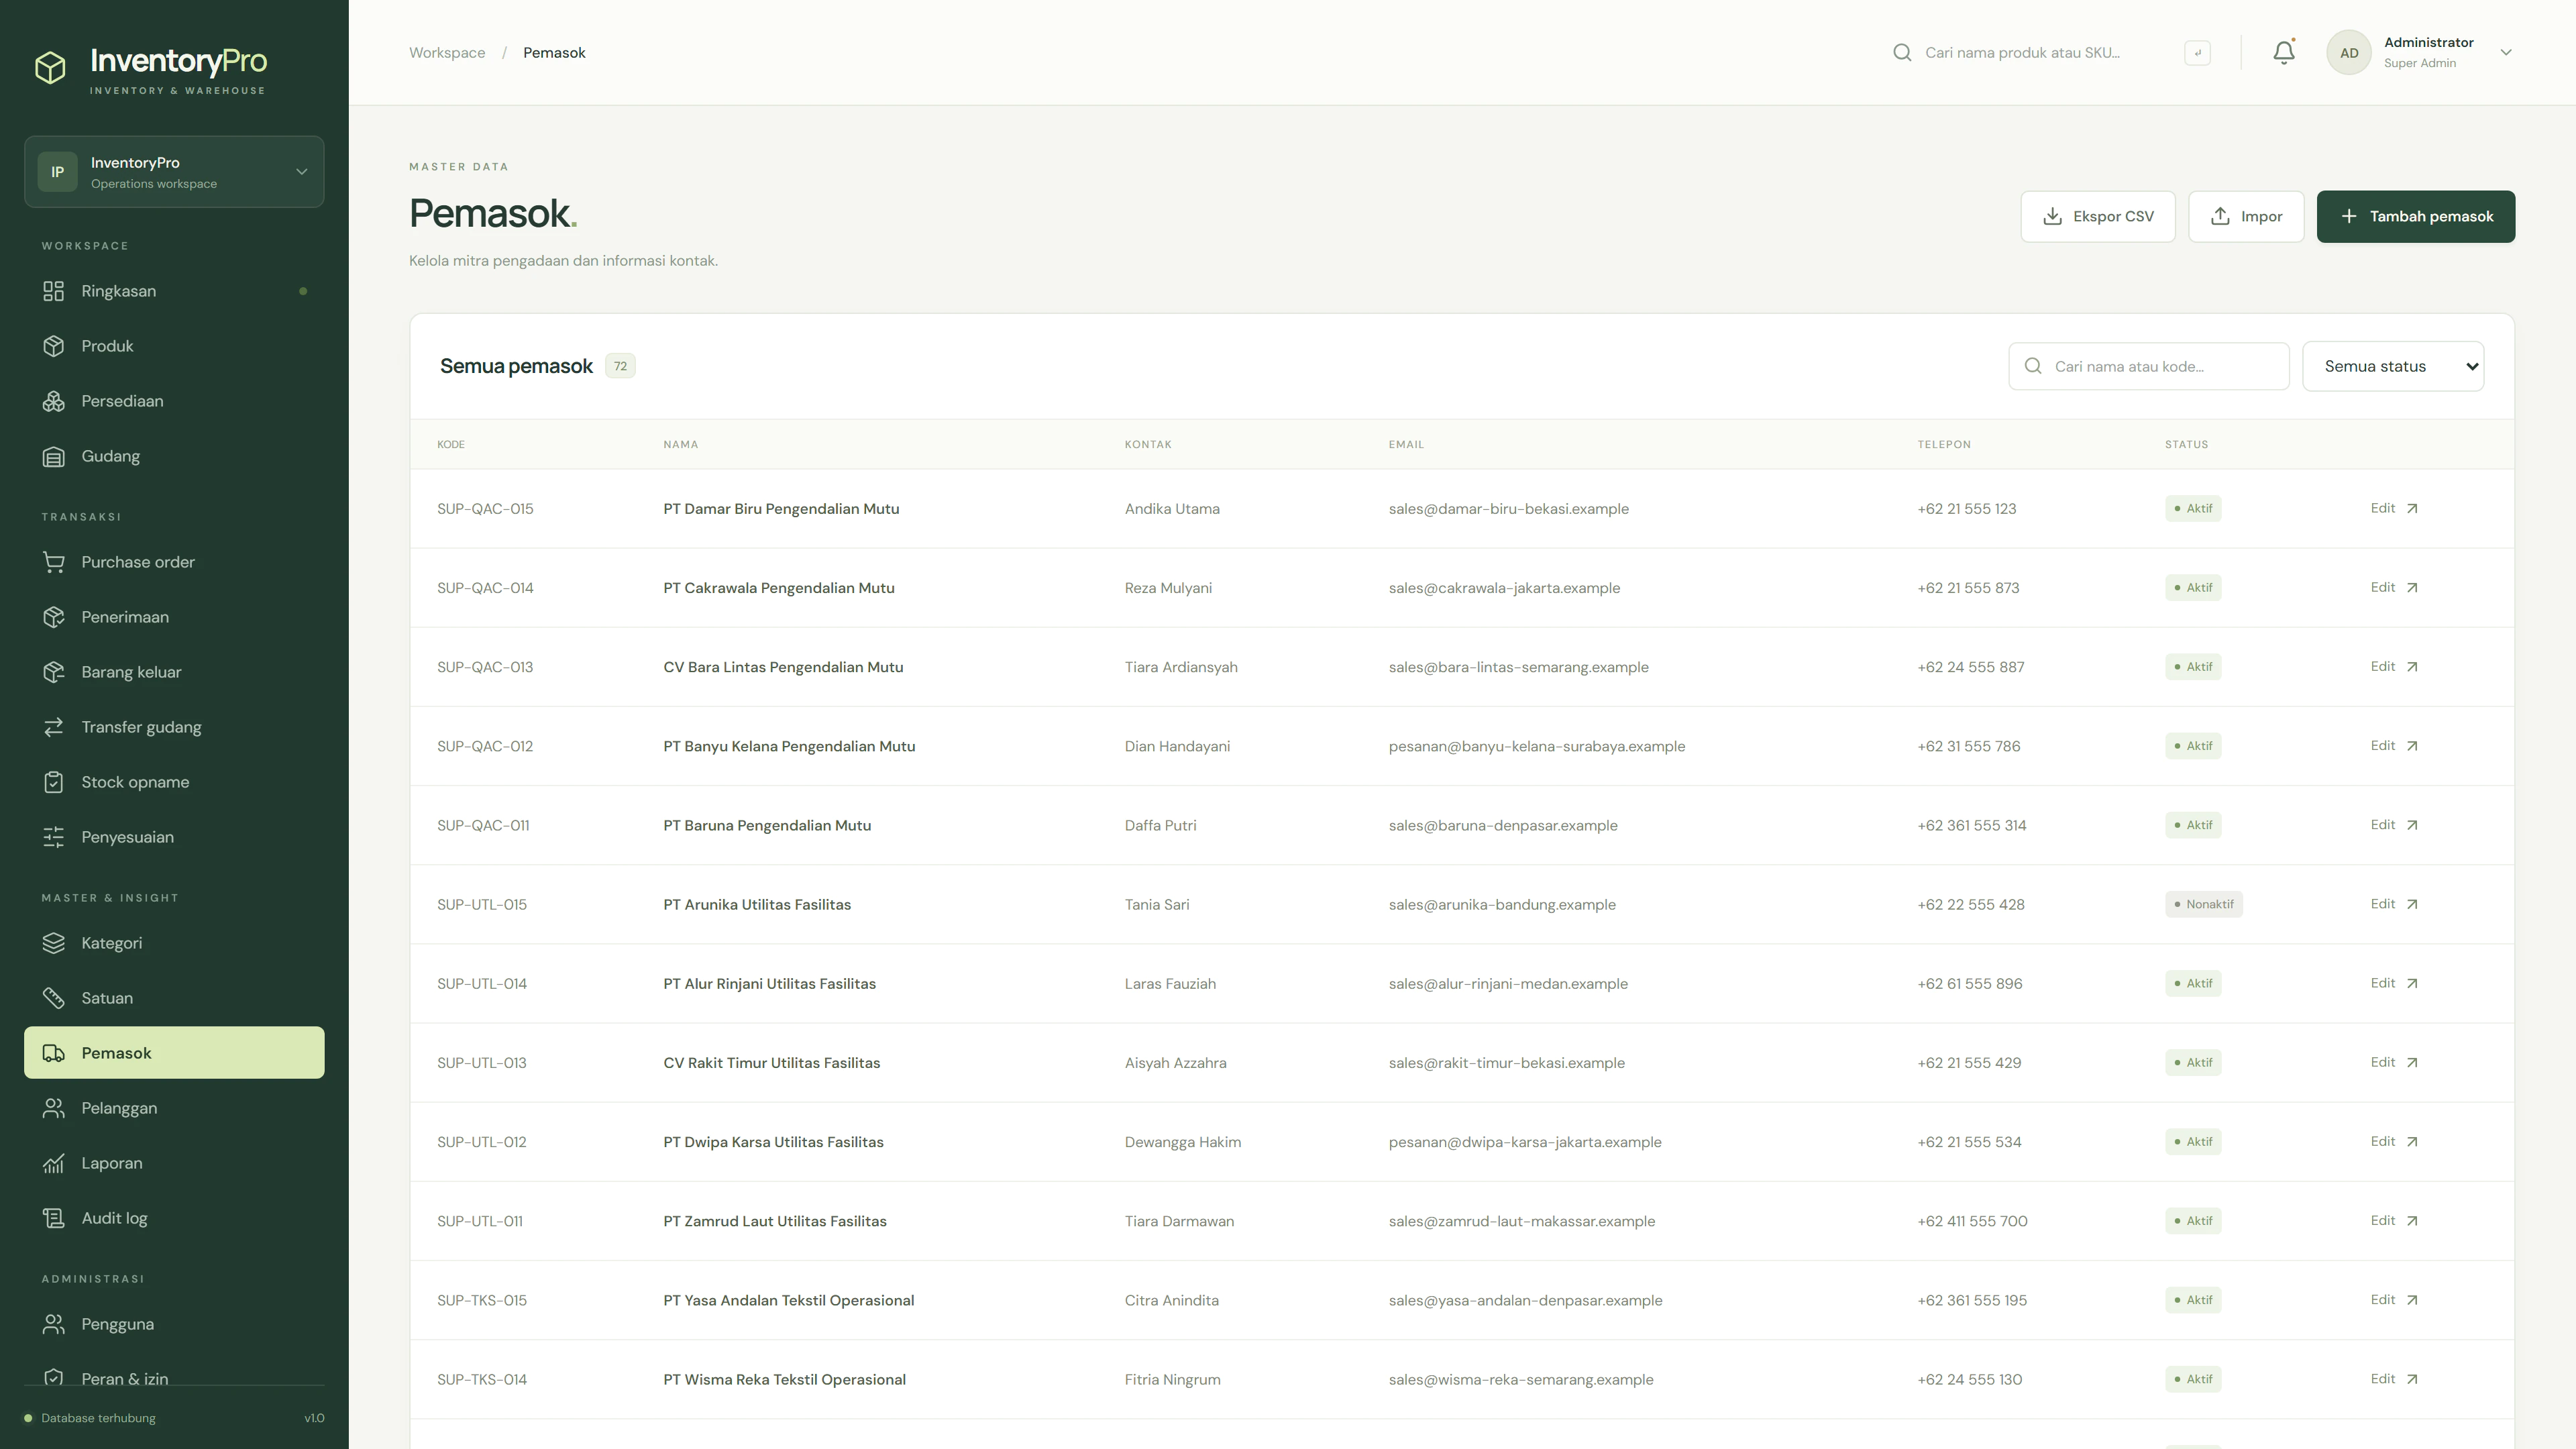 InventoryPro
INVENTORY & WAREHOUSE
IP
InventoryPro
Operations workspace
WORKSPACE
Ringkasan
Produk
Persediaan
Gudang
TRANSAKSI
Purchase order
Penerimaan
Barang keluar
Transfer gudang
Stock opname
Penyesuaian
MASTER & INSIGHT
Kategori
Satuan
Pemasok
Pelanggan
Laporan
Audit log
ADMINISTRASI
Pengguna
Peran & izin
Database terhubung v1.0
Workspace / Pemasok
Cari nama produk atau SKU...
AD
Administrator
Super Admin
MASTER DATA
Pemasok.
Kelola mitra pengadaan dan informasi kontak.
Ekspor CSV
Impor
Tambah pemasok
Semua pemasok 72
Cari nama atau kode...
Semua status
KODE NAMA KONTAK EMAIL TELEPON STATUS
SUP-QAC-015 PT Damar Biru Pengendalian Mutu Andika Utama sales@damar-biru-bekasi.example +62 21 555 123 Aktif Edit
SUP-QAC-014 PT Cakrawala Pengendalian Mutu Reza Mulyani sales@cakrawala-jakarta.example +62 21 555 873 Aktif Edit
SUP-QAC-013 CV Bara Lintas Pengendalian Mutu Tiara Ardiansyah sales@bara-lintas-semarang.example +62 24 555 887 Aktif Edit
SUP-QAC-012 PT Banyu Kelana Pengendalian Mutu Dian Handayani pesanan@banyu-kelana-surabaya.example +62 31 555 786 Aktif Edit
SUP-QAC-011 PT Baruna Pengendalian Mutu Daffa Putri sales@baruna-denpasar.example +62 361 555 314 Aktif Edit
SUP-UTL-015 PT Arunika Utilitas Fasilitas Tania Sari sales@arunika-bandung.example +62 22 555 428 Nonaktif Edit
SUP-UTL-014 PT Alur Rinjani Utilitas Fasilitas Laras Fauziah sales@alur-rinjani-medan.example +62 61 555 896 Aktif Edit
SUP-UTL-013 CV Rakit Timur Utilitas Fasilitas Aisyah Azzahra sales@rakit-timur-bekasi.example +62 21 555 429 Aktif Edit
SUP-UTL-012 PT Dwipa Karsa Utilitas Fasilitas Dewangga Hakim pesanan@dwipa-karsa-jakarta.example +62 21 555 534 Aktif Edit
SUP-UTL-011 PT Zamrud Laut Utilitas Fasilitas Tiara Darmawan sales@zamrud-laut-makassar.example +62 411 555 700 Aktif Edit
SUP-TKS-015 PT Yasa Andalan Tekstil Operasional Citra Anindita sales@yasa-andalan-denpasar.example +62 361 555 195 Aktif Edit
SUP-TKS-014 PT Wisma Reka Tekstil Operasional Fitria Ningrum sales@wisma-reka-semarang.example +62 24 555 130 Aktif Edit